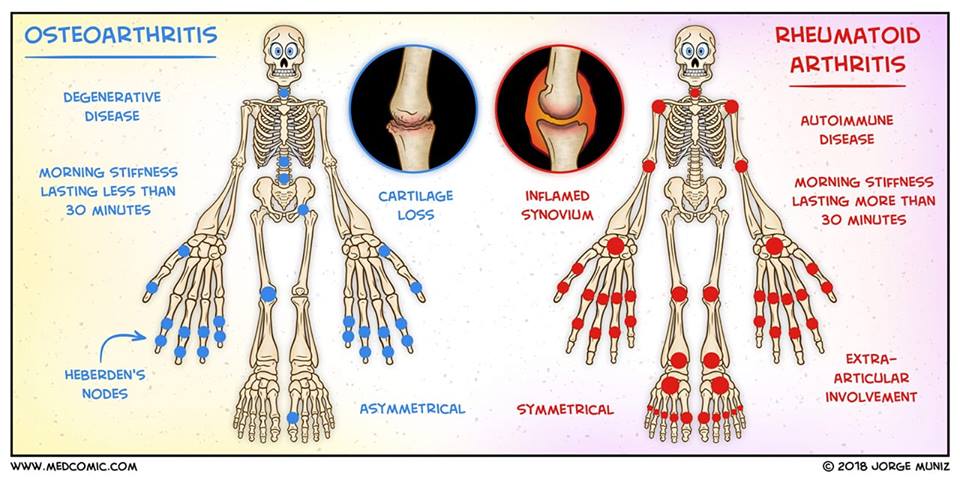 OSTEOARTHRITIS
DEGENERATIVE
DISEASE
MORNING STIFFNESS
LASTING LESS THAN
30 MINUTES
HEBERDEN'S
NODES
CARTILAGE
LOSS
ASYMMETRICAL
RHEUMATOID
ARTHRITIS
INFLAMED
SYNOVIUM
SYMMETRICAL
AUTOIMMUNE
DISEASE
MORNING STIFFNESS
LASTING MORE THAN
30 MINUTES
EXTRA-
ARTICULAR
INVOLVEMENT
WWW.MEDCOMIC.COM
© 2018 JORGE MUNIZ